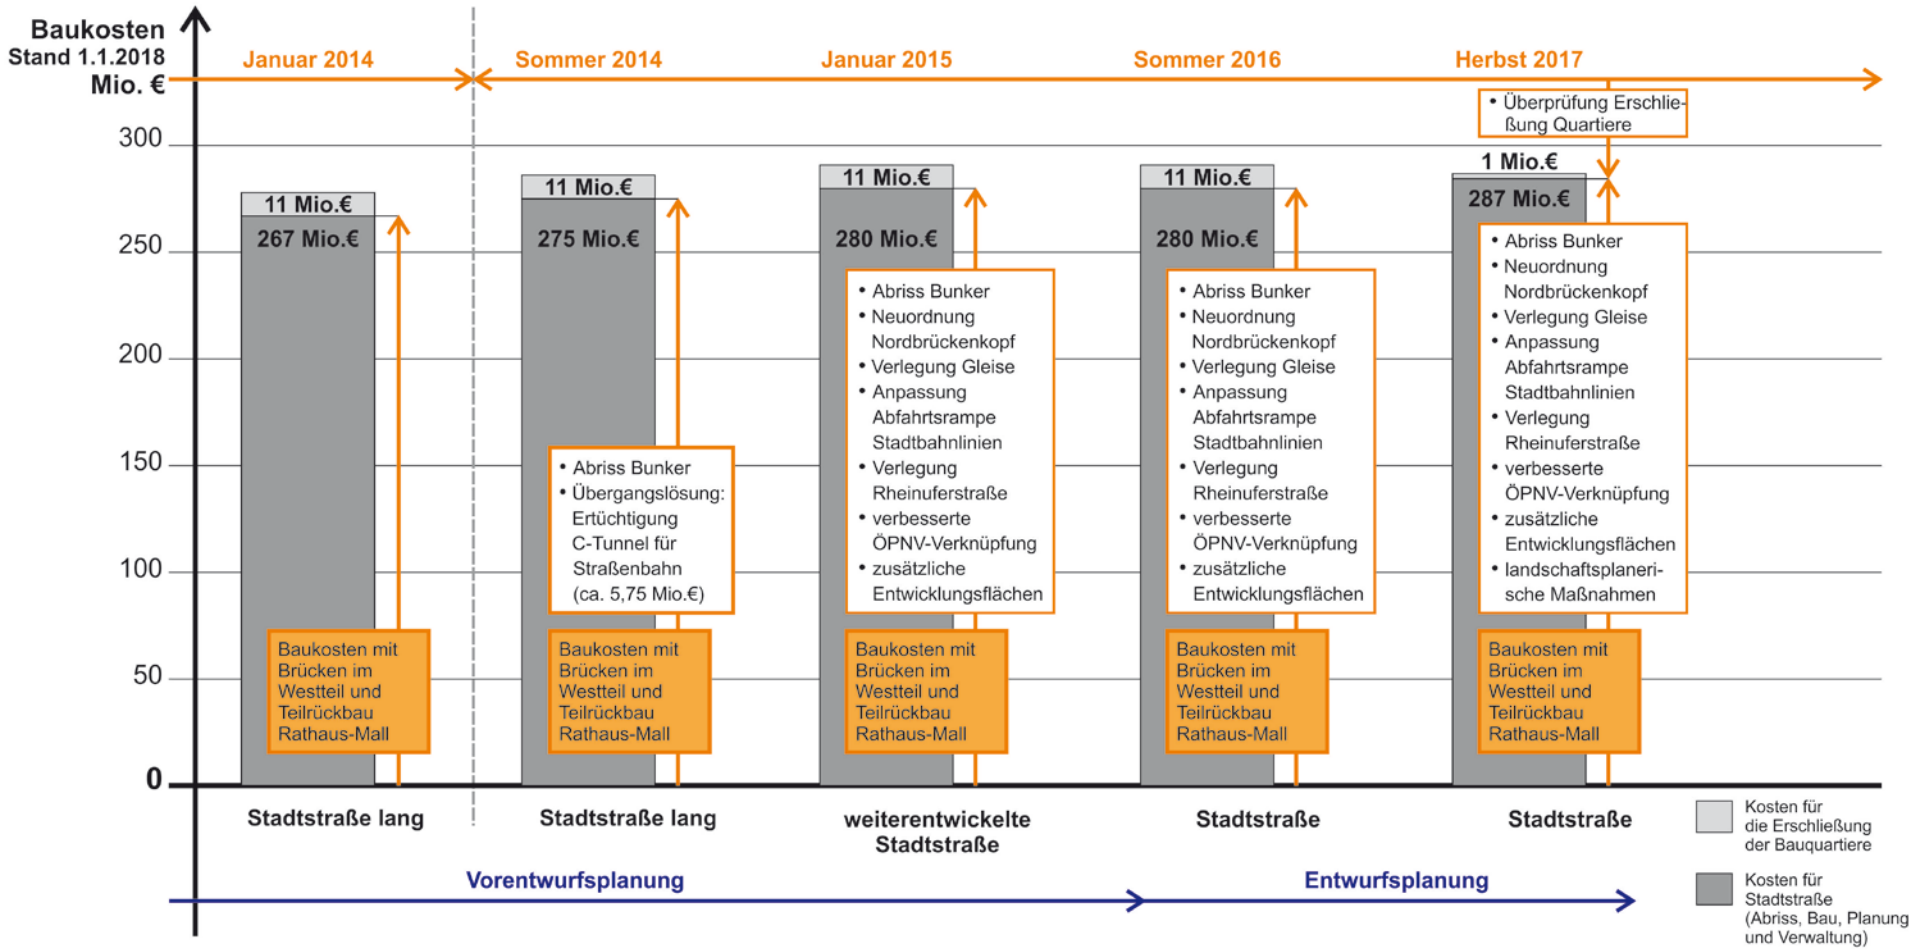 Baukosten
Stand 1.1.2018
Mio. €
Januar 2014
Sommer 2014
Januar 2015
Sommer 2016
Herbst 2017
300
250
200
150
100
50
0
11 Mio.€
267 Mio.€
Baukosten mit
Brücken im
Westteil und
Teilrückbau
Rathaus-Mall
Stadtstraße lang
11 Mio.€
275 Mio.€
• Abriss Bunker
• Übergangslösung:
Ertüchtigung
C-Tunnel für
Straßenbahn
(ca. 5,75 Mio.€)
Baukosten mit
Brücken im
Westteil und
Teilrückbau
Rathaus-Mall
Stadtstraße lang
11 Mio.€
280 Mio.€
• Abriss Bunker
• Neuordnung
Nordbrückenkopf
• Verlegung Gleise
• Anpassung
Abfahrtsrampe
Stadtbahnlinien
• Verlegung
Rheinuferstraße
• verbesserte
ÖPNV-Verknüpfung
• zusätzliche
Entwicklungsflächen
Baukosten mit
Brücken im
Westteil und
Teilrückbau
Rathaus-Mall
weiterentwickelte
Stadtstraße
11 Mio.€
280 Mio.€
• Abriss Bunker
• Neuordnung
Nordbrückenkopf
• Verlegung Gleise
• Anpassung
Abfahrtsrampe
Stadtbahnlinien
• Verlegung
Rheinuferstraße
• verbesserte
ÖPNV-Verknüpfung
• zusätzliche
Entwicklungsflächen
Baukosten mit
Brücken im
Westteil und
Teilrückbau
Rathaus-Mall
Stadtstraße
• Überprüfung Erschlie-
ßung Quartiere
1 Mio.€
287 Mio.€
• Abriss Bunker
• Neuordnung
Nordbrückenkopf
• Verlegung Gleise
• Anpassung
Abfahrtsrampe
Stadtbahnlinien
• Verlegung
Rheinuferstraße
• verbesserte
ÖPNV-Verknüpfung
• zusätzliche
Entwicklungsflächen
• landschaftsplaneri-
sche Maßnahmen
Baukosten mit
Brücken im
Westteil und
Teilrückbau
Rathaus-Mall
Stadtstraße
Vorentwurfsplanung
Entwurfsplanung
Kosten für
die Erschließung
der Bauquartiere
Kosten für
Stadtstraße
(Abriss, Bau, Planung
und Verwaltung)